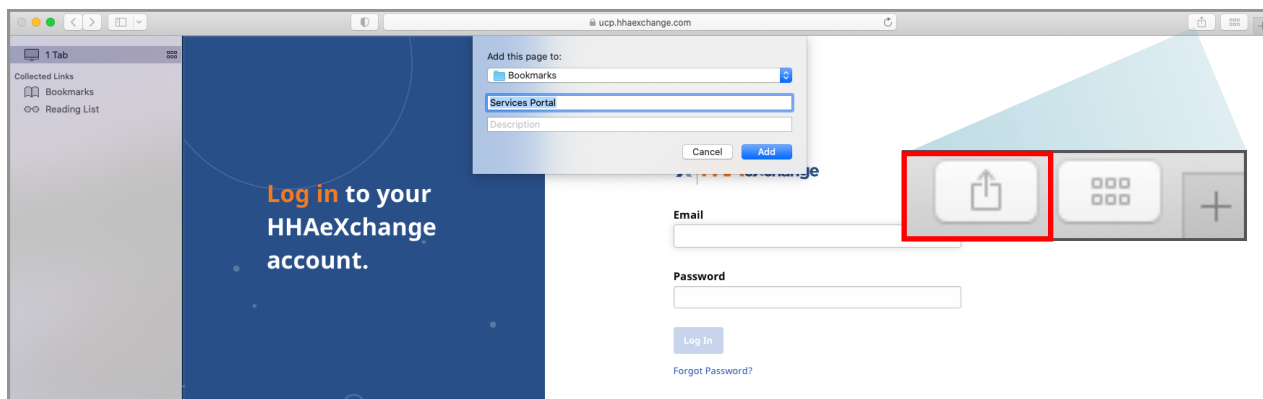 ucp.hhaexchange.com
1 Tab
Collected Links
Bookmarks
Reading List
Add this page to:
Bookmarks
Services Portal
Description
Cancel
Add
Log in to your
HHAeXchange
account.
Email
Password
Log In
Forgot Password?